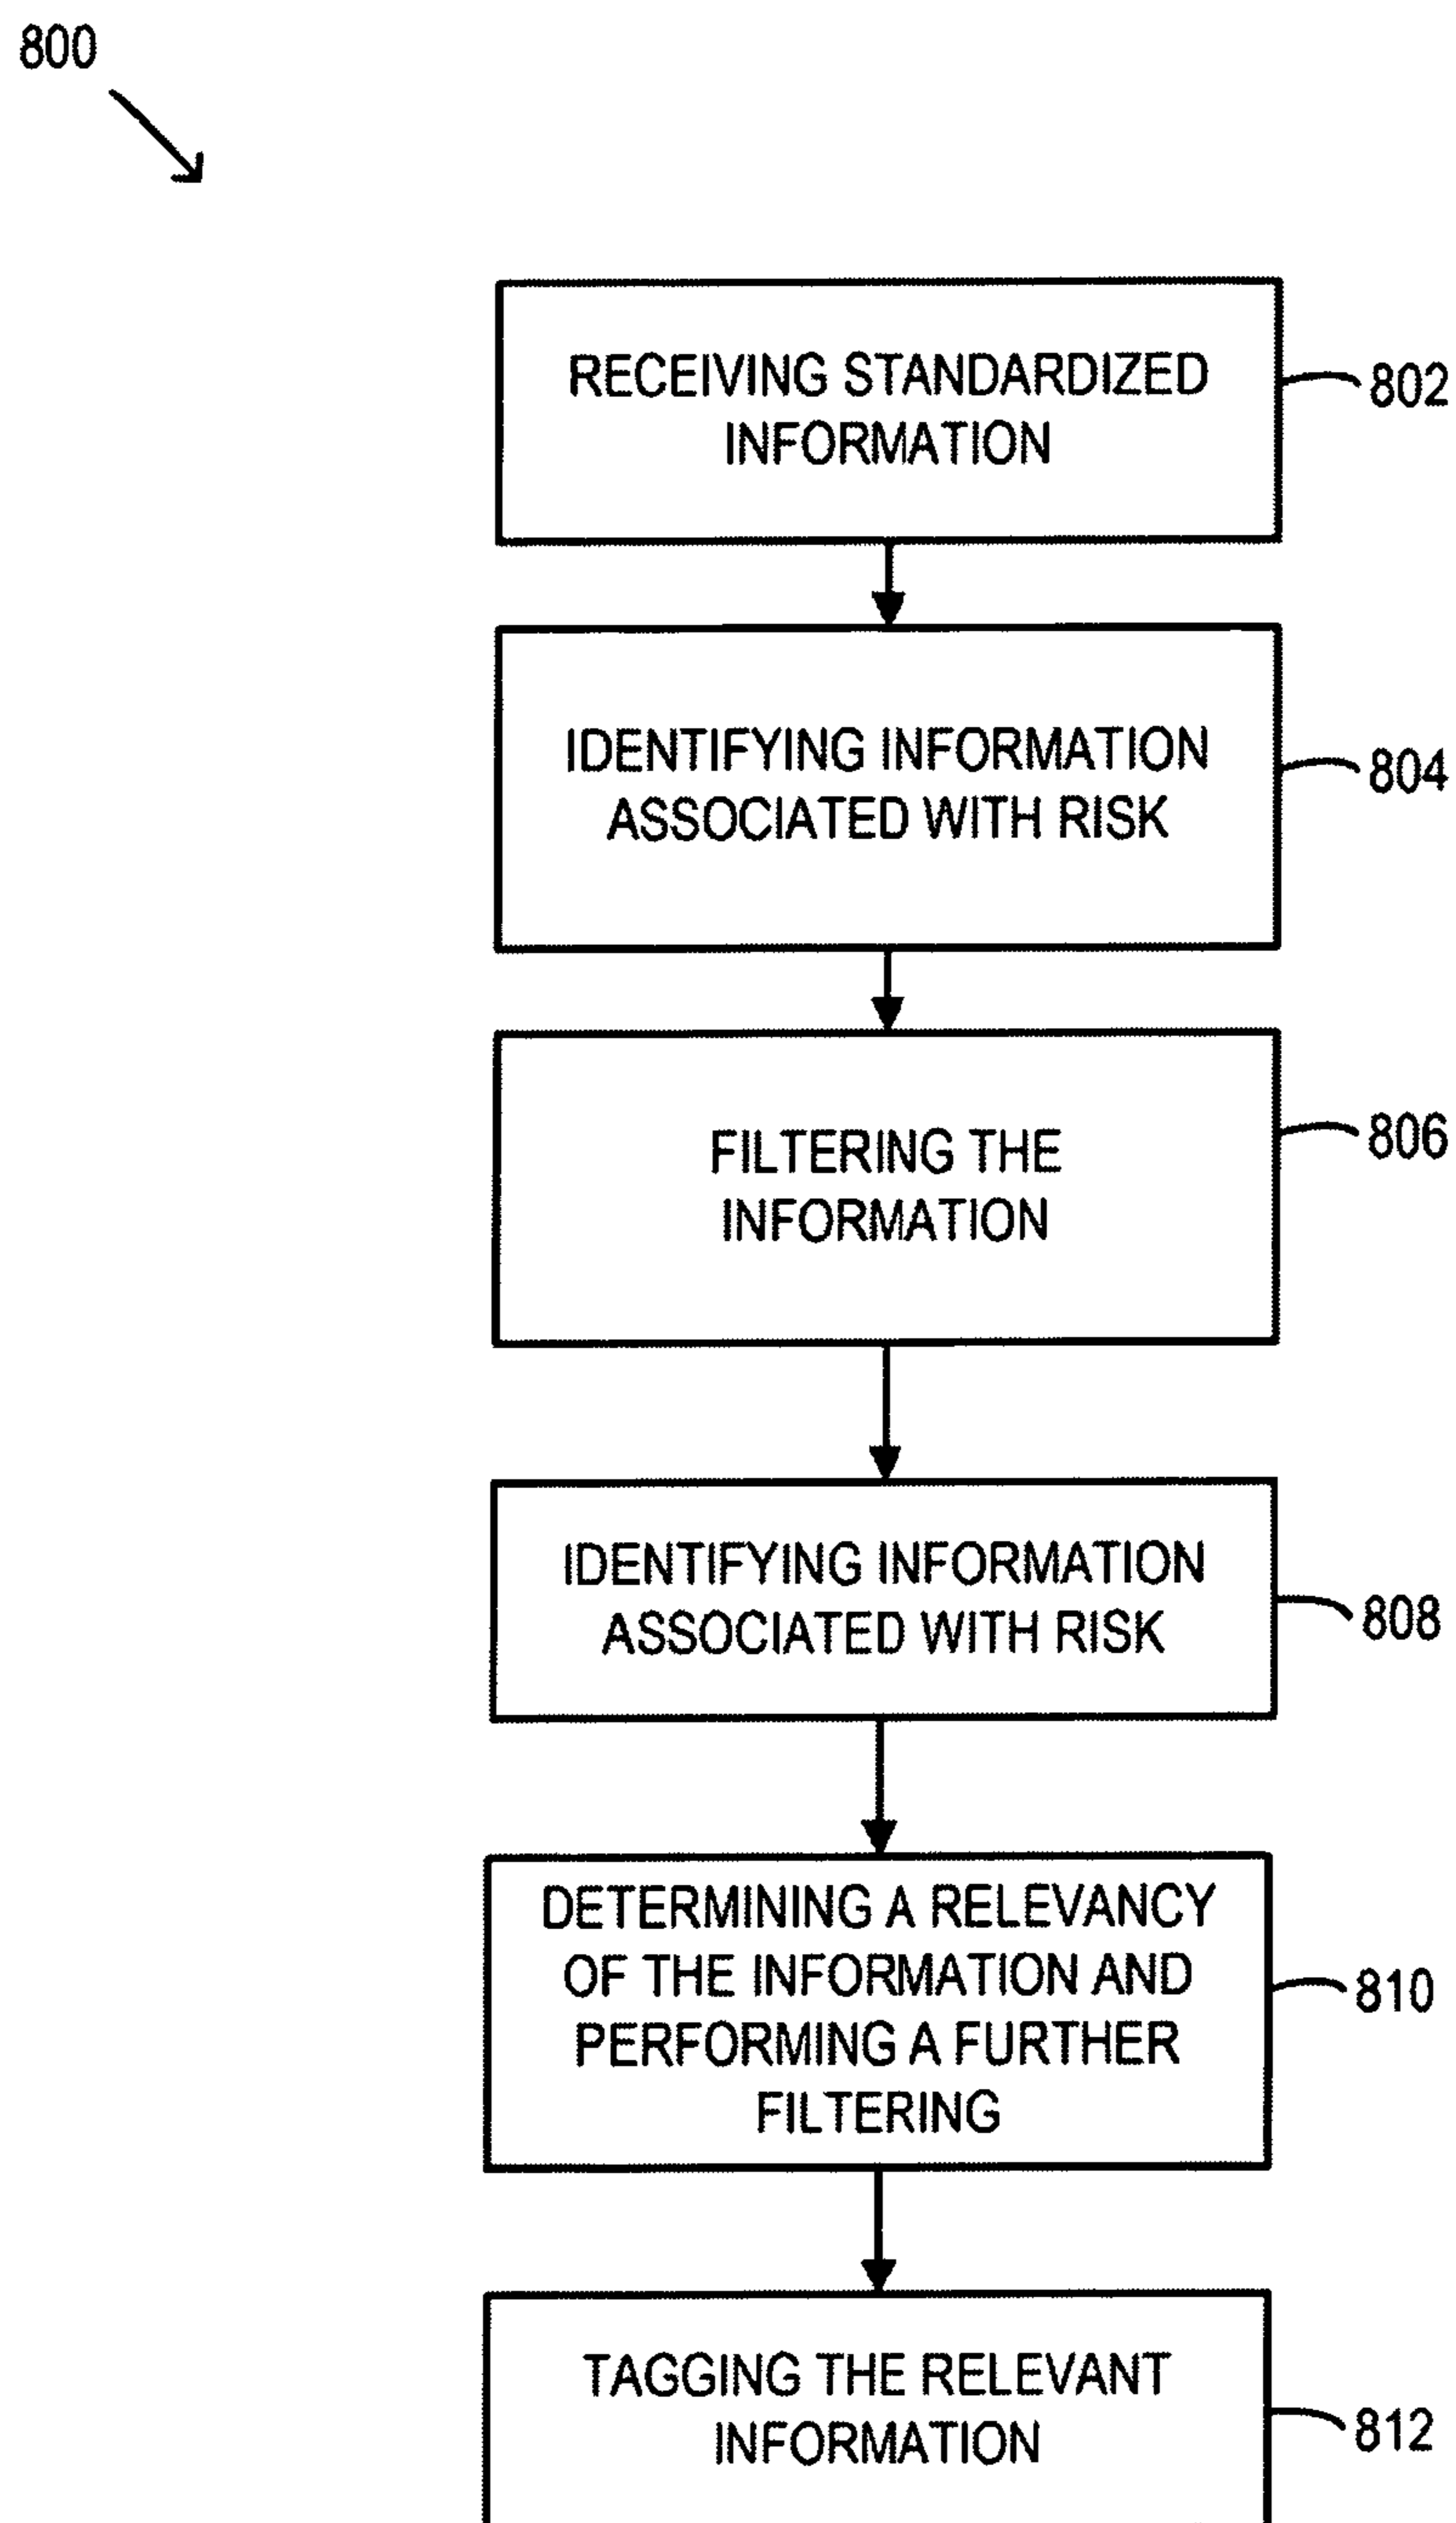 800
RECEIVING STANDARDIZED
INFORMATION
802
IDENTIFYING INFORMATION
ASSOCIATED WITH RISK
804
FILTERING THE
INFORMATION
806
IDENTIFYING INFORMATION
ASSOCIATED WITH RISK
808
DETERMINING A RELEVANCY
OF THE INFORMATION AND
PERFORMING A FURTHER
FILTERING
810
TAGGING THE RELEVANT
INFORMATION
812